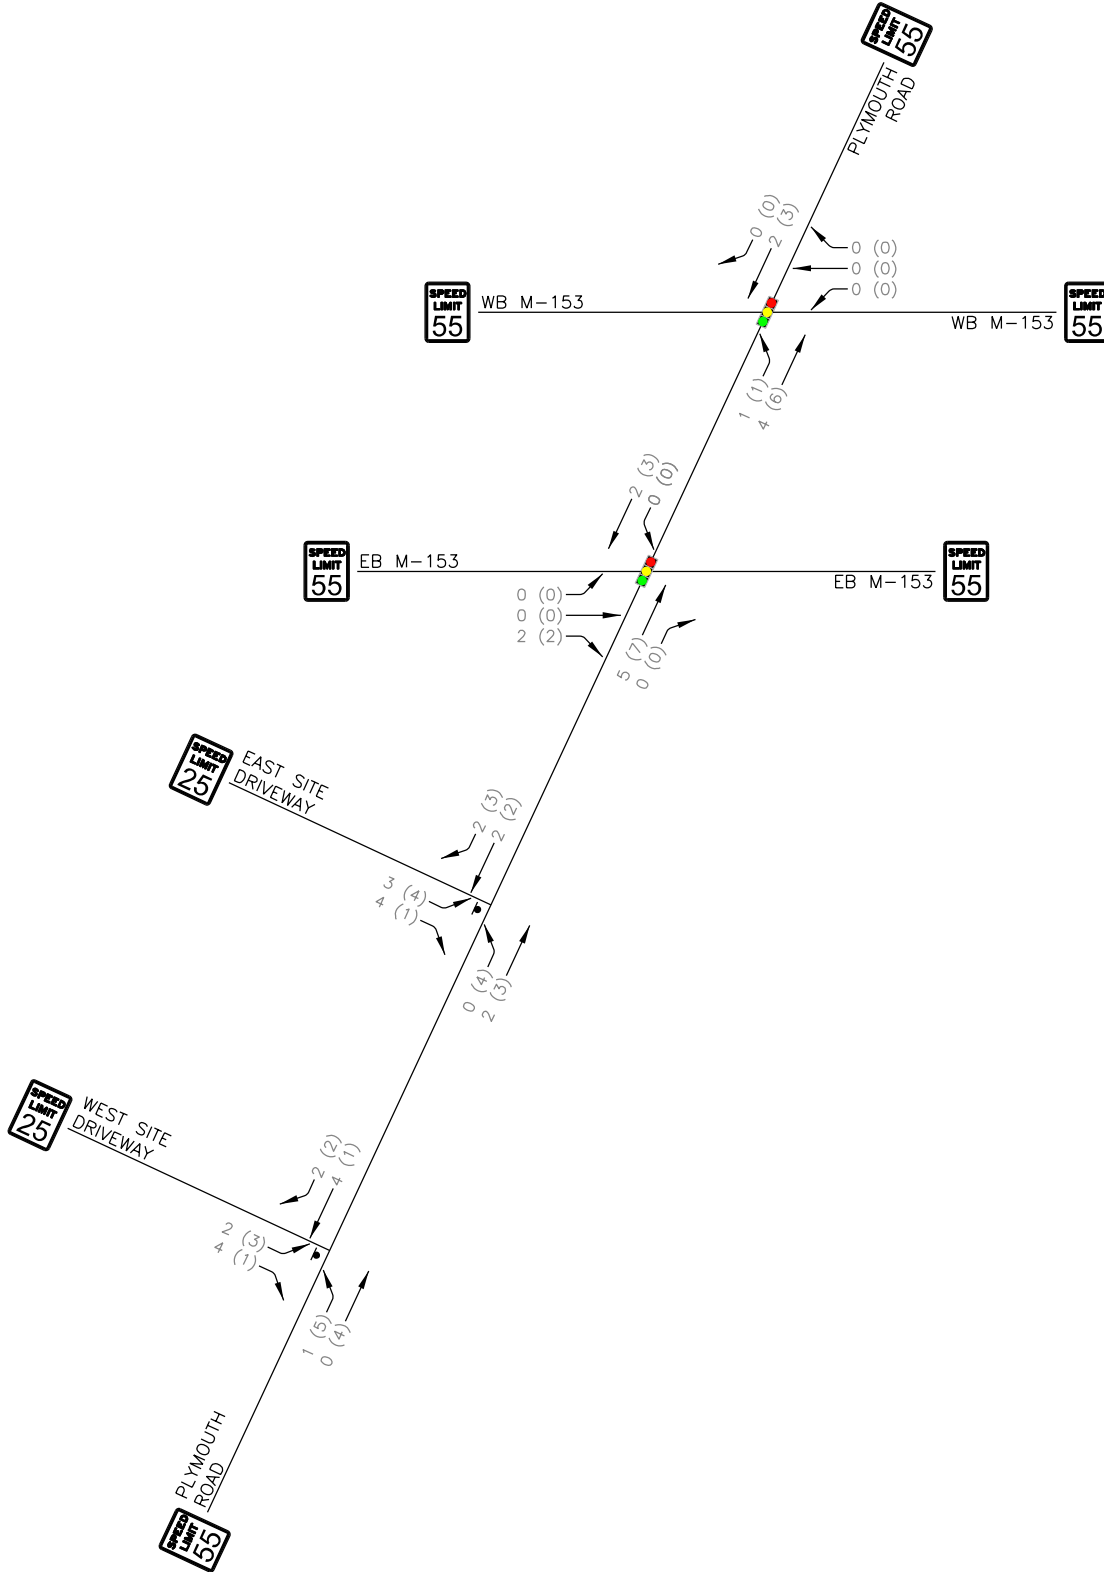 SPEED
LIMIT
55
PLYMOUTH
ROAD
0 (0)
2 (3)
0 (0)
0 (0)
0 (0)
SPEED
LIMIT
55
WB M-153
WB M-153
SPEED
LIMIT
55
1 (1)
4 (6)
2 (3)
0 (0)
SPEED
LIMIT
55
EB M-153
EB M-153
SPEED
LIMIT
55
0 (0)
0 (0)
2 (2)
5 (7)
0 (0)
SPEED
LIMIT
25
EAST SITE
DRIVEWAY
2 (3)
2 (2)
3 (4)
4 (1)
0 (4)
2 (3)
SPEED
LIMIT
25
WEST SITE
DRIVEWAY
2 (2)
4 (1)
2 (3)
4 (1)
1 (5)
0 (4)
PLYMOUTH
ROAD
SPEED
LIMIT
55